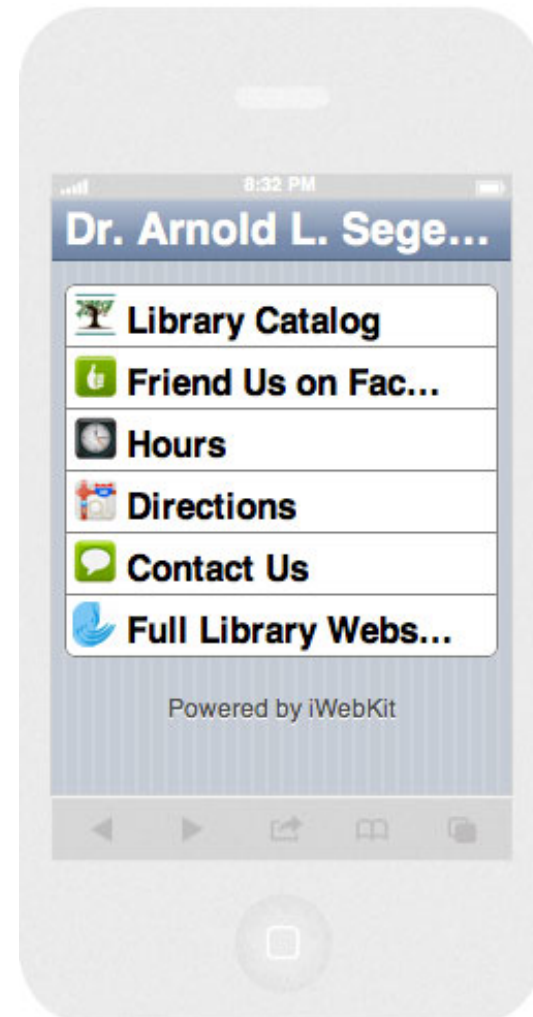 8:32 PM
Dr. Arnold L. Sege...
Library Catalog
Friend Us on Fac...
Hours
Directions
Contact Us
Full Library Webs...
Powered by iWebKit